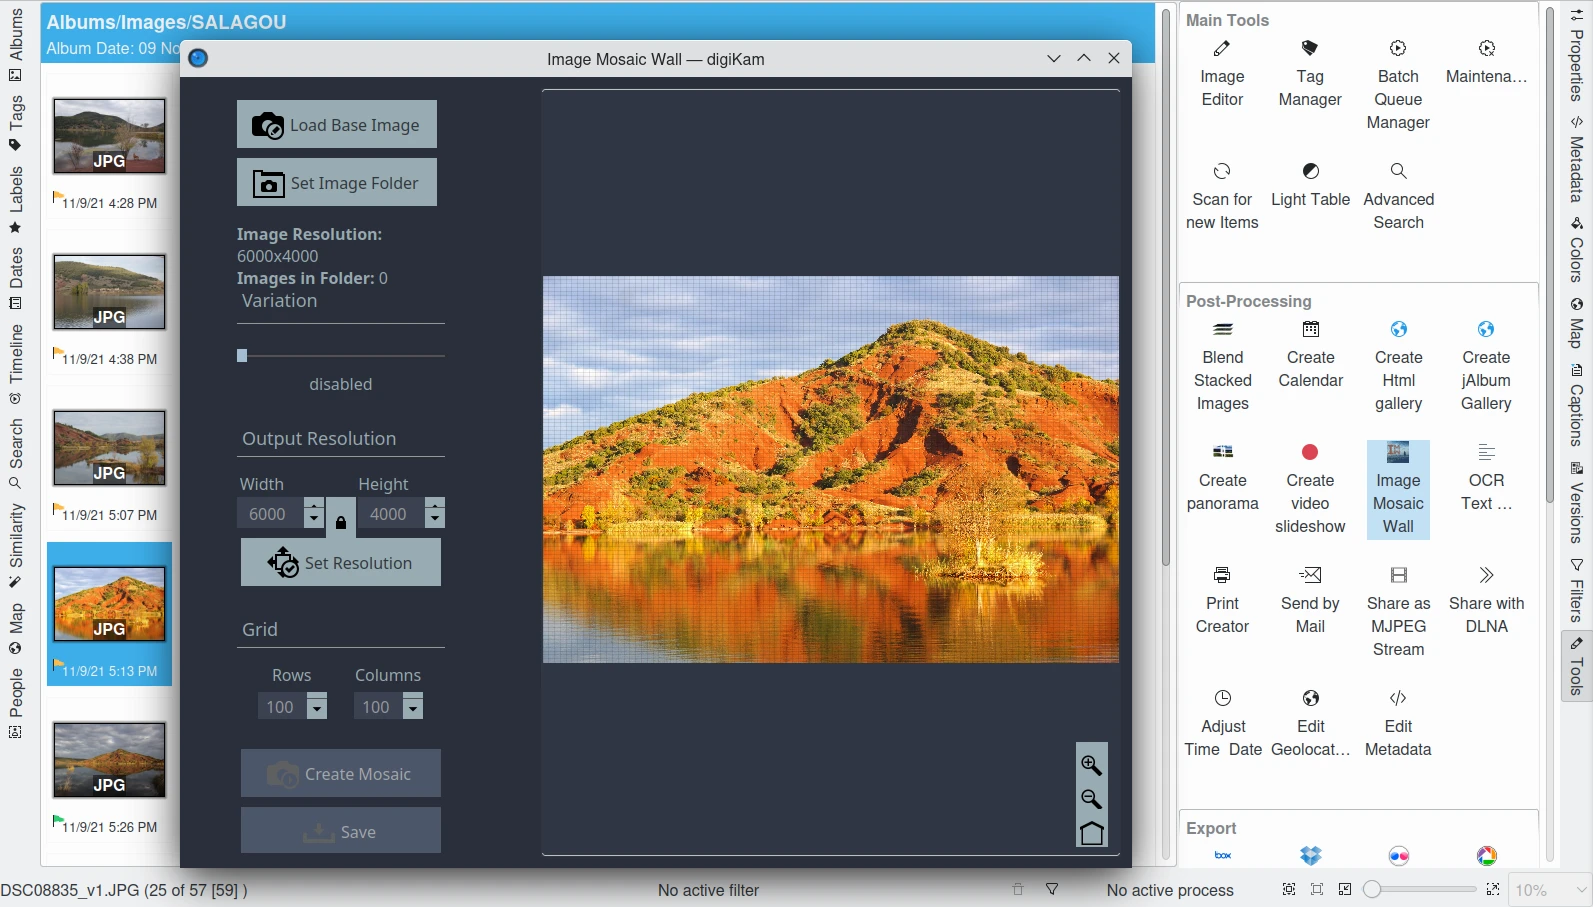 Albums
Tags
Labels
Dates
Timeline
Search
Similarity
Map
People
Albums/Images/SALAGOU
Album Date: 09 No
JPG
11/9/21 4:28 PM
JPG
11/9/21 4:38 PM
JPG
11/9/21 5:07 PM
JPG
11/9/21 5:13 PM
JPG
11/9/21 5:26 PM
Image Mosaic Wall — digiKam
Load Base Image
Set Image Folder
Image Resolution:
6000x4000
Images in Folder: 0
Variation
disabled
Output Resolution
Width Height
6000 4000
Set Resolution
Grid
Rows Columns
100 100
Create Mosaic
Save
Main Tools
Image
Editor
Tag
Manager
Batch
Queue
Manager
Maintena...
Scan for
new Items
Light Table
Advanced
Search
Post-Processing
Blend
Stacked
Images
Create
Calendar
Create
Html
gallery
Create
jAlbum
Gallery
Create
panorama
Create
video
slideshow
Image
Mosaic
Wall
OCR
Text ...
Print
Creator
Send by
Mail
Share as
MJPEG
Stream
Share with
DLNA
Adjust
Time Date
Edit
Geolocat...
Edit
Metadata
Export
box
Properties
Metadata
Colors
Map
Captions
Versions
Filters
Tools
DSC08835_v1.JPG (25 of 57 [59] )
No active filter
No active process
10%